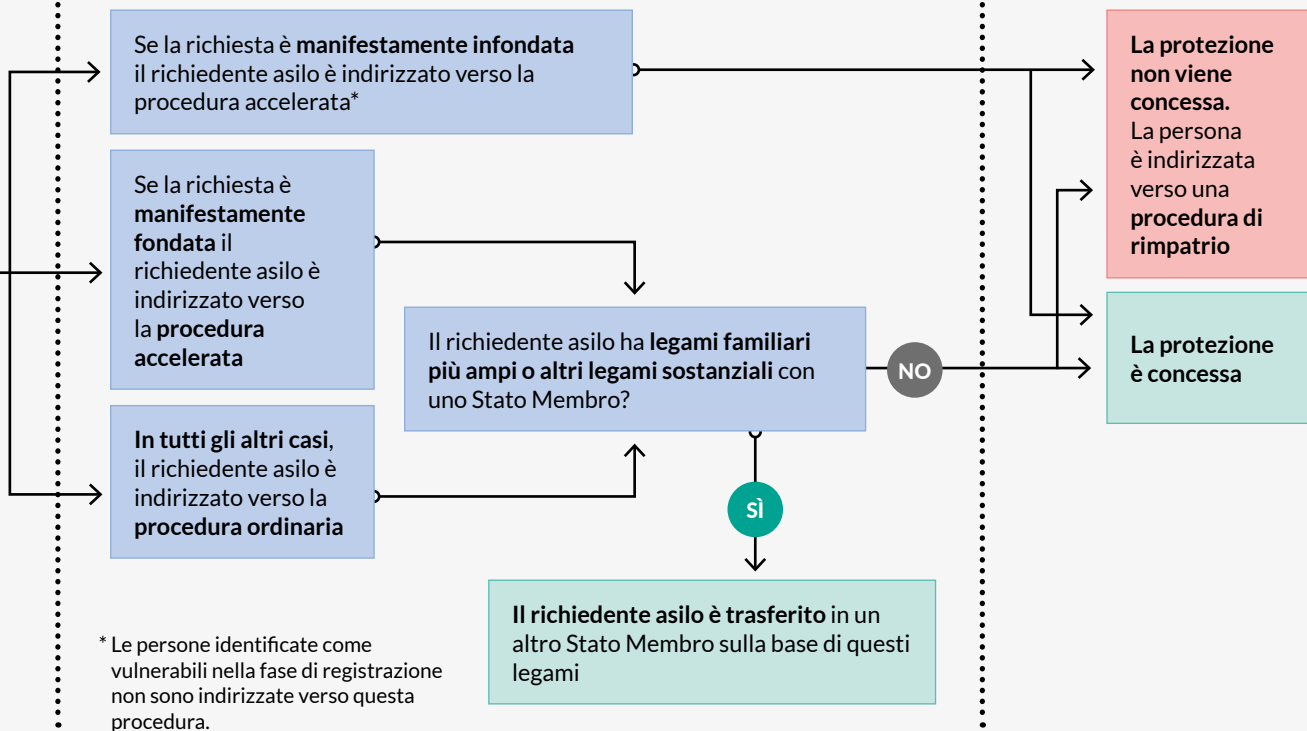 Se la richiesta è manifestamente infondata
il richiedente asilo è indirizzato verso la
procedura accelerata*
Se la richiesta è
manifestamente
fondata il
richiedente asilo è
indirizzato verso
la procedura
accelerata
In tutti gli altri casi,
il richiedente asilo è
indirizzato verso la
procedura ordinaria
Il richiedente asilo ha legami familiari
più ampi o altri legami sostanziali con
uno Stato Membro?
NO
SÌ
Il richiedente asilo è trasferito in un
altro Stato Membro sulla base di questi
legami
La protezione
non viene
concessa.
La persona
è indirizzata
verso una
procedura di
rimpatrio
La protezione
è concessa
* Le persone identificate come
vulnerabili nella fase di registrazione
non sono indirizzate verso questa
procedura.